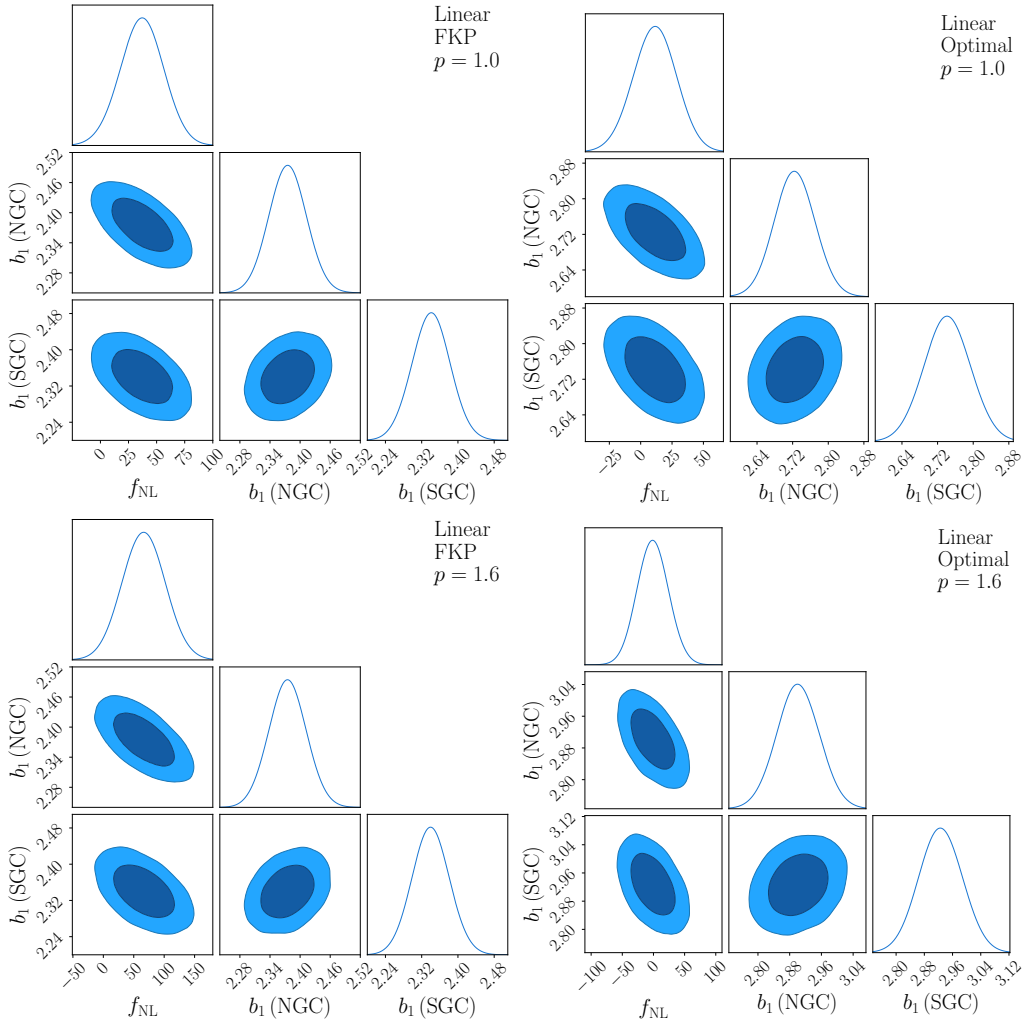 Linear
FKP
p = 1.0
2.52
2.46
2.40
2.34
2.28
b₁ (NGC)
2.48
2.40
2.32
2.24
b₁ (SGC)
0 25 50 75 100
2.28 2.34 2.40 2.46 2.52
2.24 2.32 2.40 2.48
f_NL b₁ (NGC) b₁ (SGC)
Linear
Optimal
p = 1.0
2.88
2.80
2.72
2.64
b₁ (NGC)
2.88
2.80
2.72
2.64
b₁ (SGC)
−25 0 25 50
2.64 2.72 2.80 2.88
2.64 2.72 2.80 2.88
f_NL b₁ (NGC) b₁ (SGC)
Linear
FKP
p = 1.6
2.52
2.46
2.40
2.34
2.28
b₁ (NGC)
2.48
2.40
2.32
2.24
b₁ (SGC)
−50 0 50 100 150
2.28 2.34 2.40 2.46 2.52
2.24 2.32 2.40 2.48
f_NL b₁ (NGC) b₁ (SGC)
Linear
Optimal
p = 1.6
3.04
2.96
2.88
2.80
b₁ (NGC)
3.12
3.04
2.96
2.88
2.80
b₁ (SGC)
−100 −50 0 50 100
2.80 2.88 2.96 3.04
2.80 2.88 2.96 3.04 3.12
f_NL b₁ (NGC) b₁ (SGC)